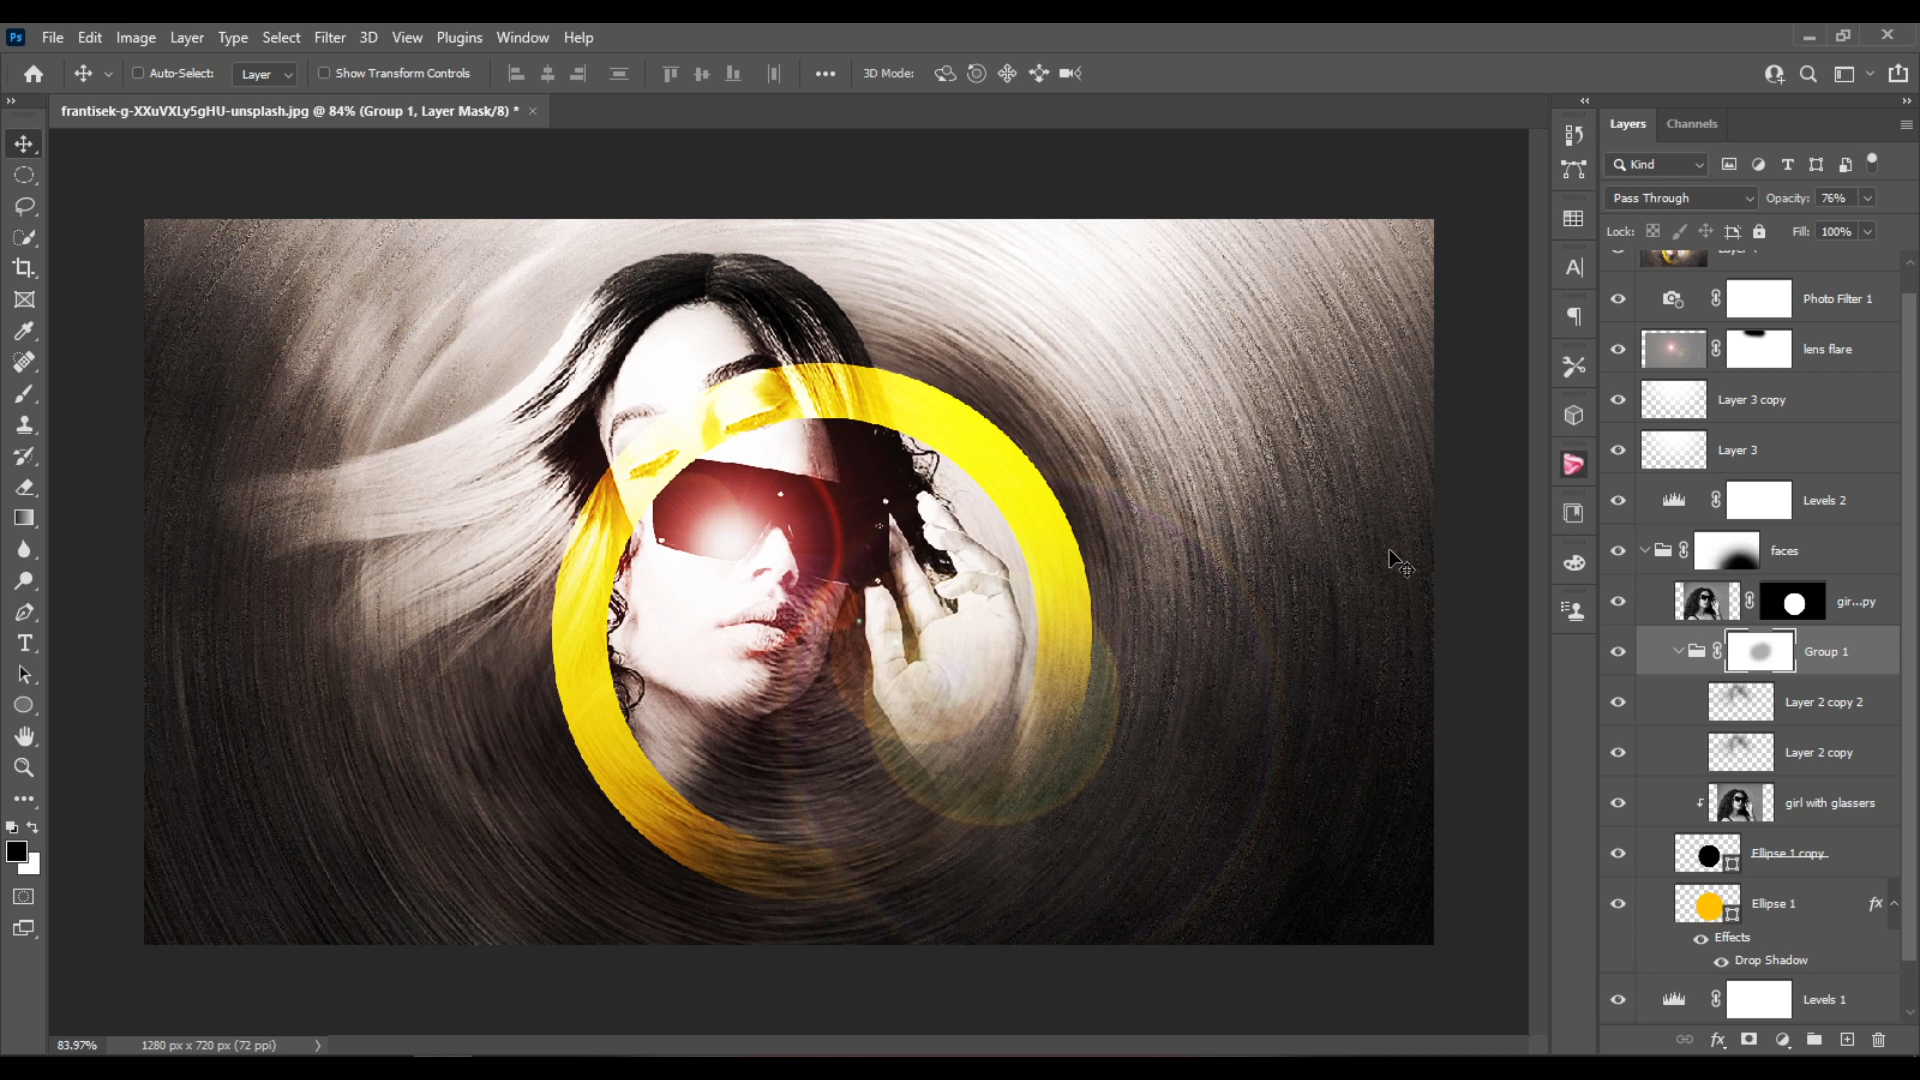 Ps File Edit Image Layer Type Select Filter 3D View Plugins Window Help
Auto-Select: Layer Show Transform Controls 3D Mode:
frantisek-g-XXuVXLy5gHU-unsplash.jpg @ 84% (Group 1, Layer Mask/8) *
Layers Channels
Kind
Pass Through Opacity: 76%
Lock: Fill: 100%
Photo Filter 1
lens flare
Layer 3 copy
Layer 3
Levels 2
faces
gir...py
Group 1
Layer 2 copy 2
Layer 2 copy
girl with glassers
Ellipse 1 copy
Ellipse 1 fx
Effects
Drop Shadow
Levels 1
83.97% 1280 px x 720 px (72 ppi)
fx